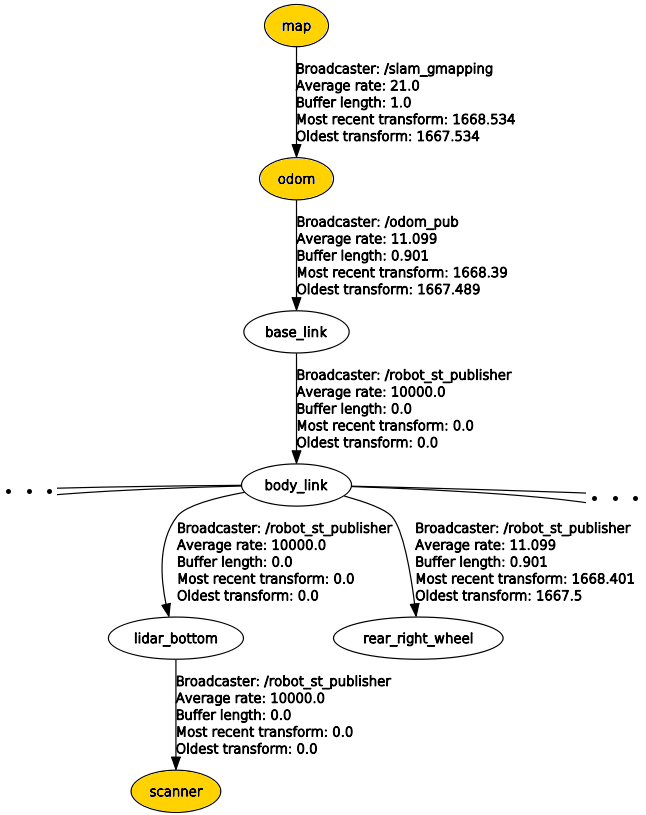 map
Broadcaster: /slam_gmapping
Average rate: 21.0
Buffer length: 1.0
Most recent transform: 1668.534
Oldest transform: 1667.534
odom
Broadcaster: /odom_pub
Average rate: 11.099
Buffer length: 0.901
Most recent transform: 1668.39
Oldest transform: 1667.489
base_link
Broadcaster: /robot_st_publisher
Average rate: 10000.0
Buffer length: 0.0
Most recent transform: 0.0
Oldest transform: 0.0
body_link
Broadcaster: /robot_st_publisher
Average rate: 10000.0
Buffer length: 0.0
Most recent transform: 0.0
Oldest transform: 0.0
Broadcaster: /robot_st_publisher
Average rate: 11.099
Buffer length: 0.901
Most recent transform: 1668.401
Oldest transform: 1667.5
lidar_bottom
rear_right_wheel
Broadcaster: /robot_st_publisher
Average rate: 10000.0
Buffer length: 0.0
Most recent transform: 0.0
Oldest transform: 0.0
scanner